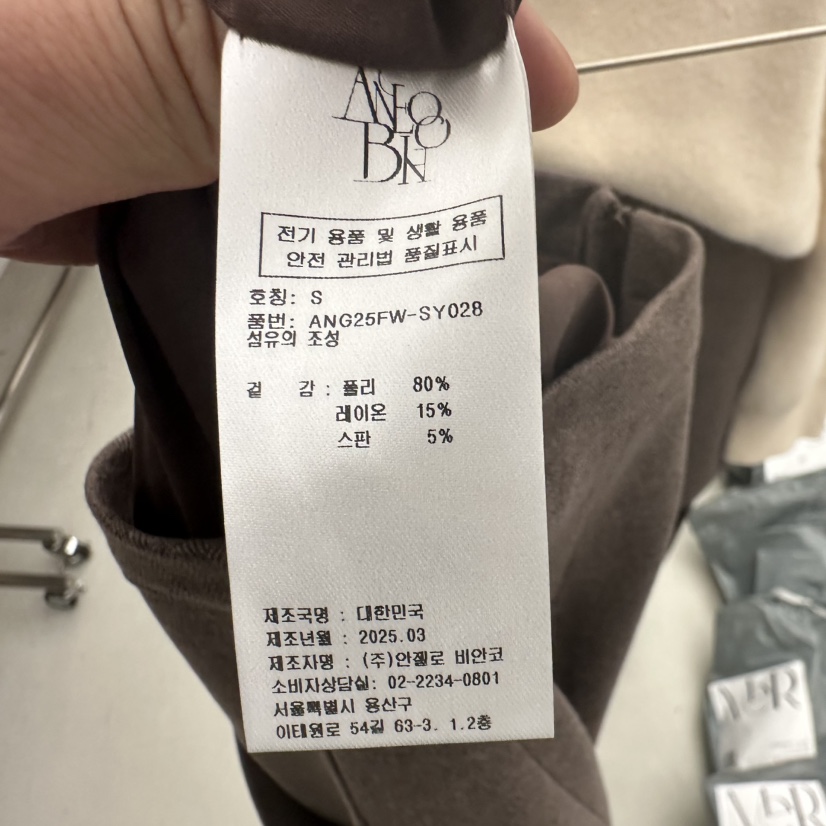 ANGELO
BIANCO
전기 용품 및 생활 용품
안전 관리법 품질표시
호칭: S
품번: ANG25FW-SY028
섬유의 조성
겉 감 : 폴리 80%
레이온 15%
스판 5%
제조국명 : 대한민국
제조년월 : 2025.03
제조자명 : (주)안젤로 비안코
소비자상담실: 02-2234-0801
서울특별시 용산구
이태원로 54길 63-3. 1.2층